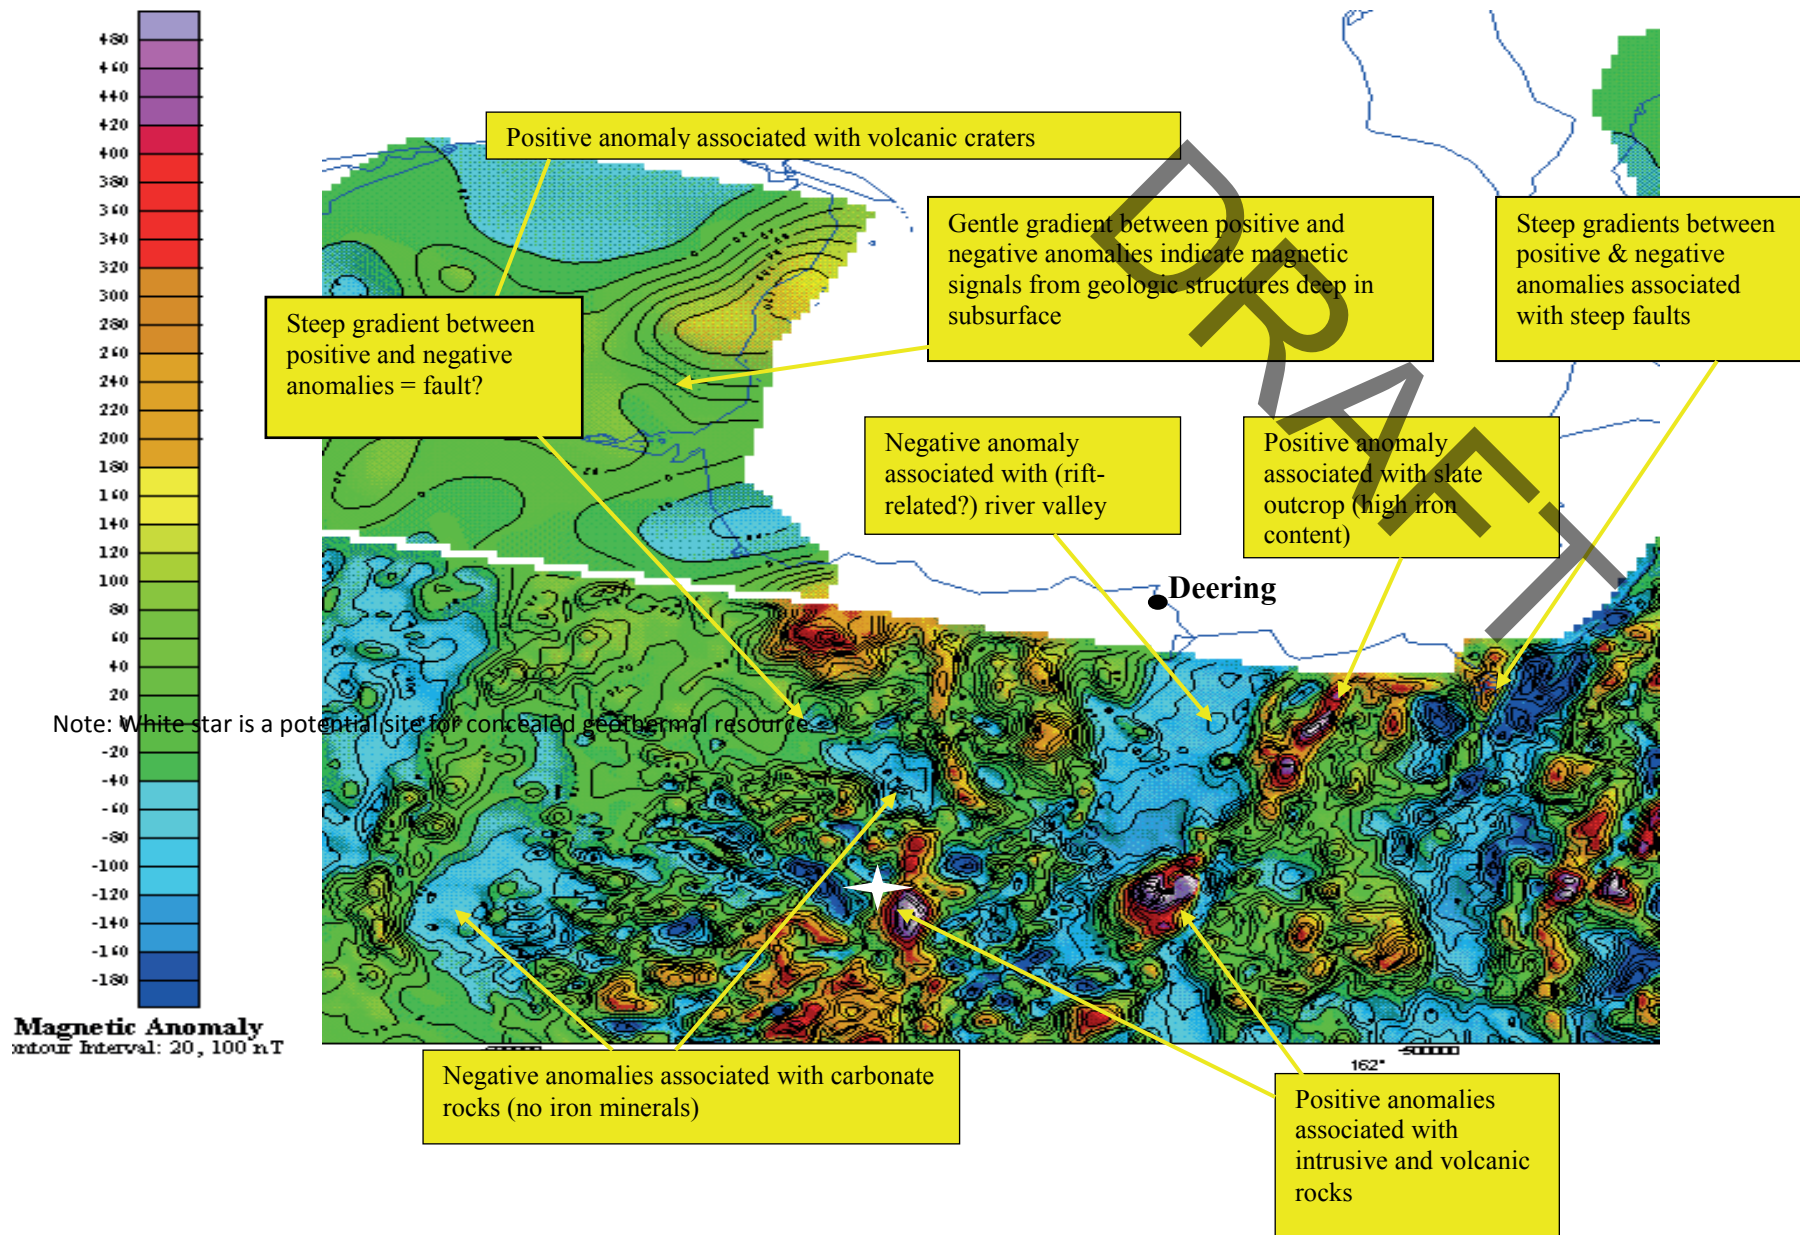 480
460
440
420
400
380
360
340
320
300
280
260
240
220
200
180
160
140
120
100
80
60
40
20
0
-20
-40
-60
-80
-100
-120
-140
-160
-180
Magnetic Anomaly
ontour Interval: 20, 100 nT
Positive anomaly associated with volcanic craters
Gentle gradient between positive and
negative anomalies indicate magnetic
signals from geologic structures deep in
subsurface
Steep gradients between
positive & negative
anomalies associated
with steep faults
Steep gradient between
positive and negative
anomalies = fault?
Negative anomaly
associated with (rift-
related?) river valley
Positive anomaly
associated with slate
outcrop (high iron
content)
DRAFT
Deering
Note: White star is a potential site for concealed geothermal resource.
162°
-500000
Negative anomalies associated with carbonate
rocks (no iron minerals)
Positive anomalies
associated with
intrusive and volcanic
rocks